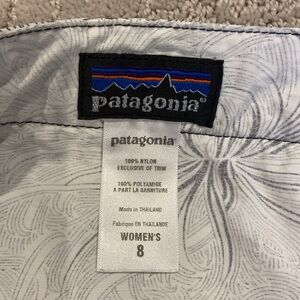 patagonia®
patagonia®
100% NYLON
EXCLUSIVE OF TRIM
100% POLYAMIDE
A PART LA GARNITURE
Made in THAILAND
Fabriqué en THAÏLANDE
WOMEN'S
8